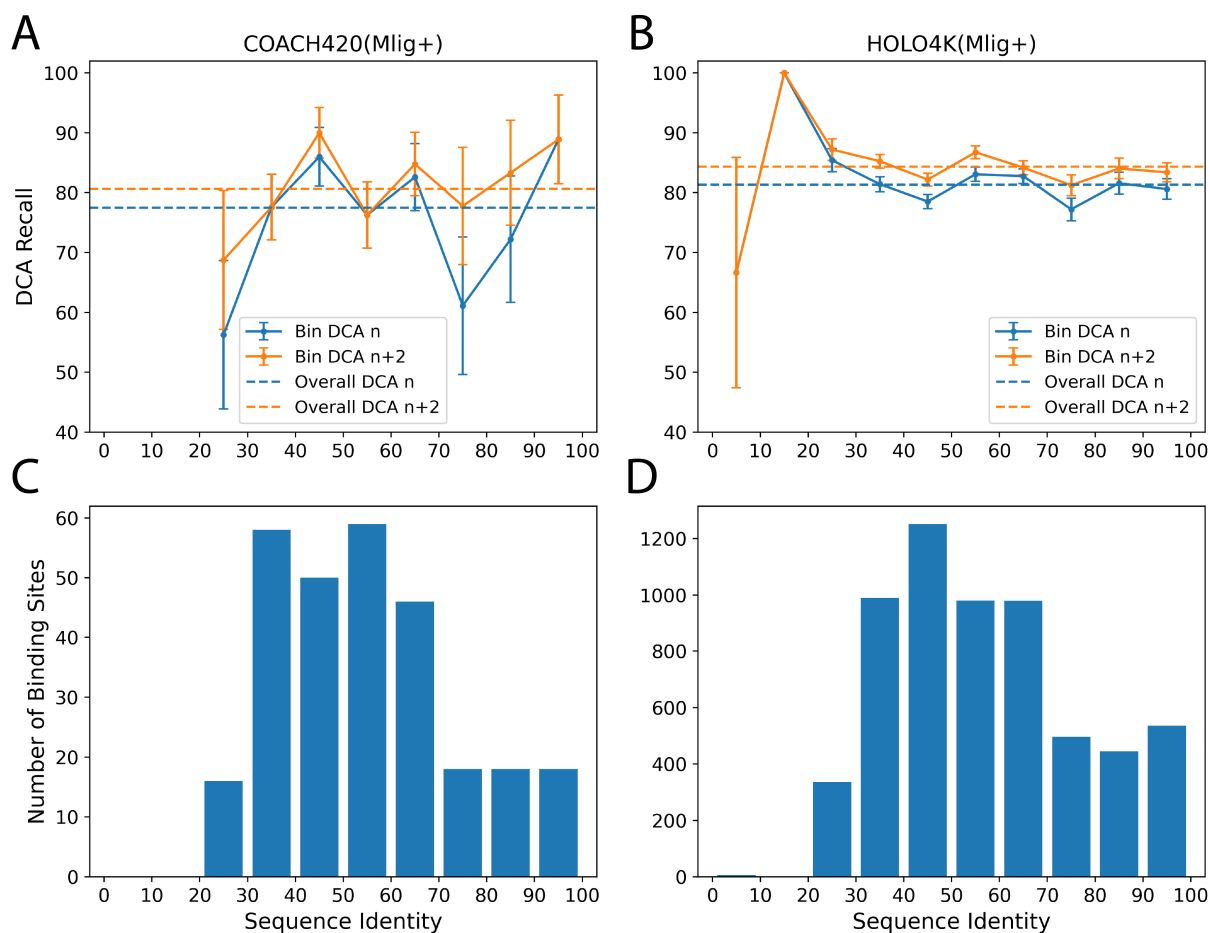 A
COACH420(Mlig+)
DCA Recall
100
90
80
70
60
50
40
Bin DCA n
Bin DCA n+2
Overall DCA n
Overall DCA n+2
0 10 20 30 40 50 60 70 80 90 100
B
HOLO4K(Mlig+)
100
90
80
70
60
50
40
Bin DCA n
Bin DCA n+2
Overall DCA n
Overall DCA n+2
0 10 20 30 40 50 60 70 80 90 100
C
Number of Binding Sites
60
50
40
30
20
10
0
0 10 20 30 40 50 60 70 80 90 100
Sequence Identity
D
1200
1000
800
600
400
200
0
0 10 20 30 40 50 60 70 80 90 100
Sequence Identity